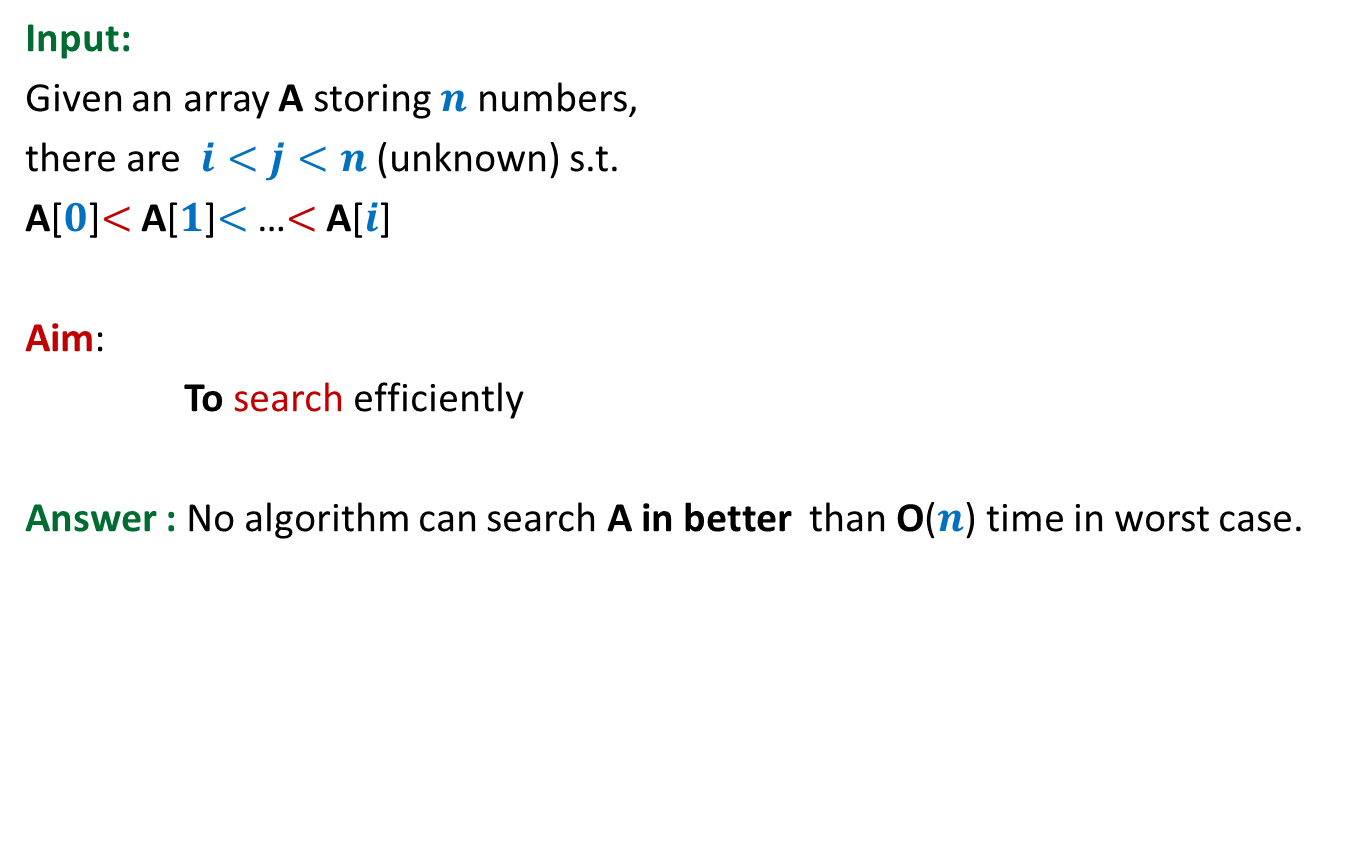 Input:
Given an array A storing n numbers,
there are i < j < n (unknown) s.t.
A[0]< A[1]< …< A[i]
Aim:
To search efficiently
Answer : No algorithm can search A in better than O(n) time in worst case.